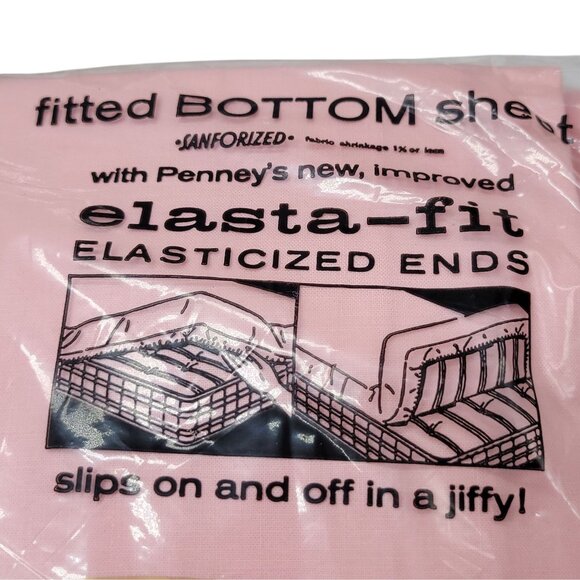 fitted BOTTOM sheet
•SANFORIZED• fabric shrinkage 1% or less
with Penney's new, improved
elasta-fit
ELASTICIZED ENDS
slips on and off in a jiffy!